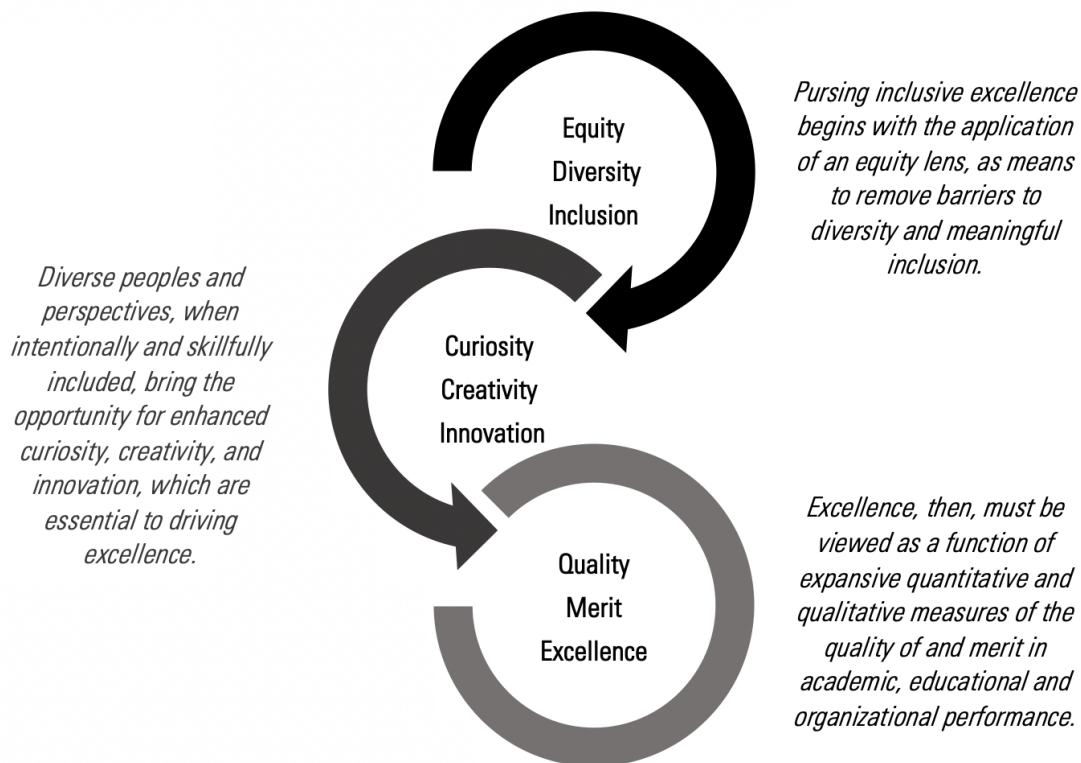 Equity
Diversity
Inclusion
Pursing inclusive excellence
begins with the application
of an equity lens, as means
to remove barriers to
diversity and meaningful
inclusion.
Diverse peoples and
perspectives, when
intentionally and skillfully
included, bring the
opportunity for enhanced
curiosity, creativity, and
innovation, which are
essential to driving
excellence.
Curiosity
Creativity
Innovation
Quality
Merit
Excellence
Excellence, then, must be
viewed as a function of
expansive quantitative and
qualitative measures of the
quality of and merit in
academic, educational and
organizational performance.